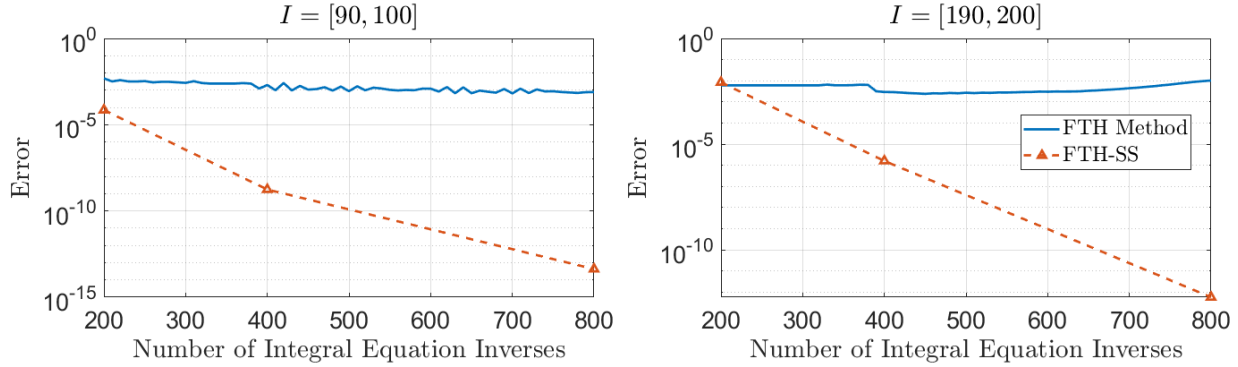 I = [90, 100]
10^0
10^-5
10^-10
10^-15
Error
200 300 400 500 600 700 800
Number of Integral Equation Inverses
I = [190, 200]
10^0
10^-5
10^-10
Error
FTH Method
FTH-SS
200 300 400 500 600 700 800
Number of Integral Equation Inverses